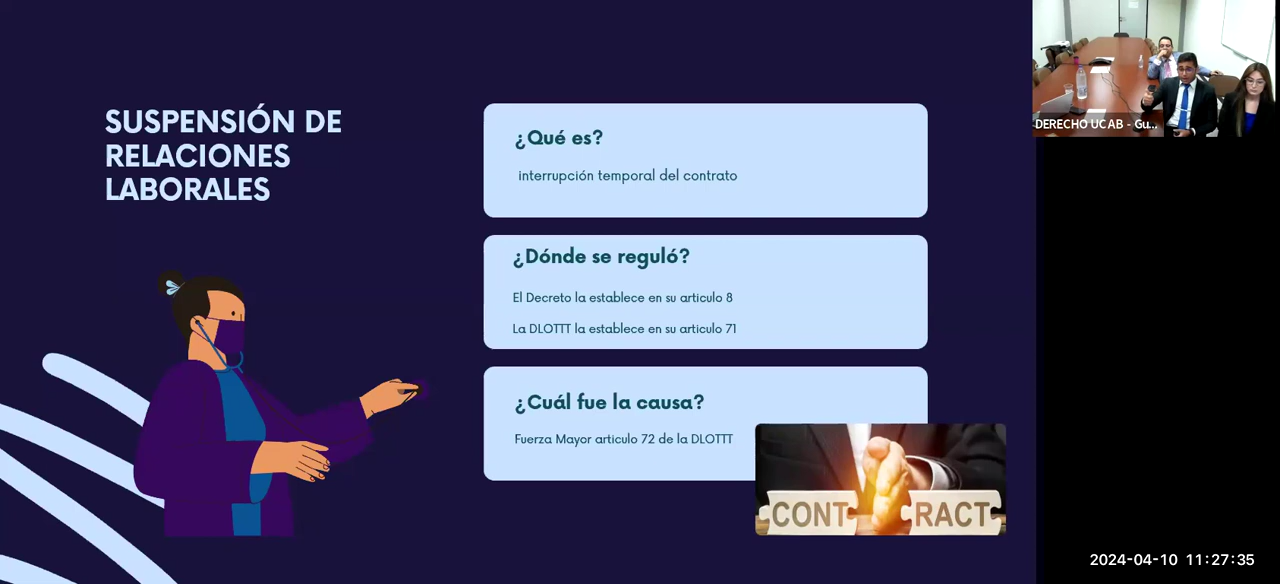 SUSPENSIÓN DE
RELACIONES
LABORALES
¿Qué es?
interrupción temporal del contrato
¿Dónde se reguló?
El Decreto la establece en su articulo 8
La DLOTTT la establece en su articulo 71
¿Cuál fue la causa?
Fuerza Mayor articulo 72 de la DLOTTT
CONT RACT
DERECHO UCAB - Gu...
2024-04-10 11:27:35